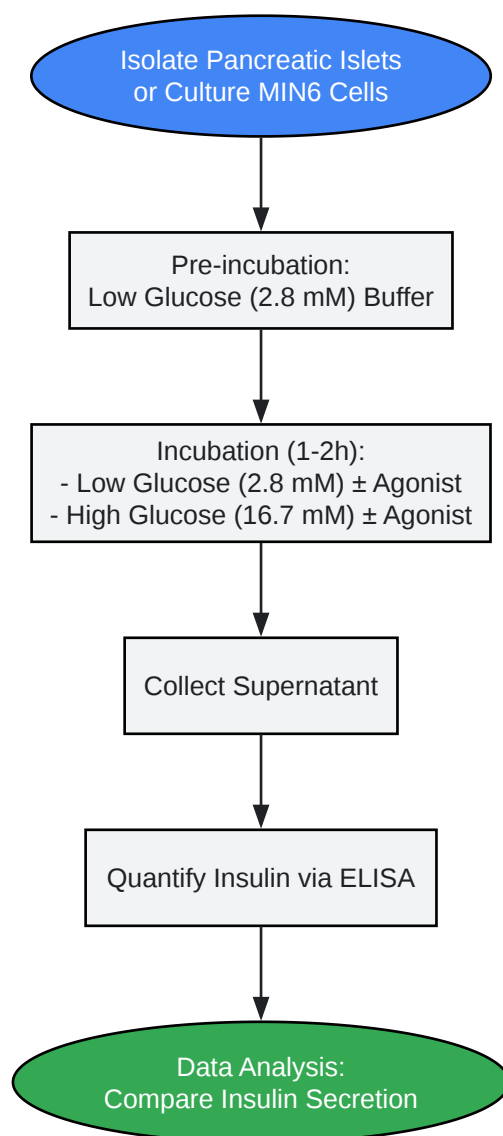 Isolate Pancreatic Islets
or Culture MIN6 Cells
Pre-incubation:
Low Glucose (2.8 mM) Buffer
Incubation (1-2h):
- Low Glucose (2.8 mM) ± Agonist
- High Glucose (16.7 mM) ± Agonist
Collect Supernatant
Quantify Insulin via ELISA
Data Analysis:
Compare Insulin Secretion